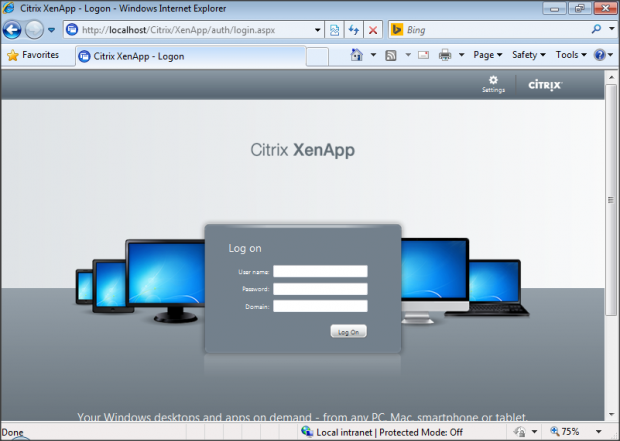 Citrix XenApp - Logon - Windows Internet Explorer
http://localhost/Citrix/XenApp/auth/login.aspx
Bing
Favorites
Citrix XenApp - Logon
Page
Safety
Tools
Settings
CITRIX
Citrix XenApp
Log on
User name:
Password:
Domain:
Log On
Your Windows desktops and apps on demand - from any PC, Mac, smartphone or tablet.
Done
Local intranet | Protected Mode: Off
75%